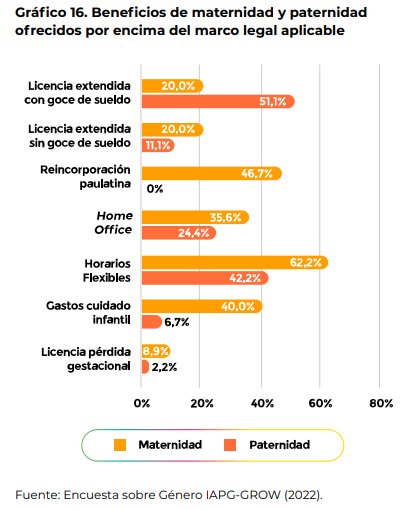 Gráfico 16. Beneficios de maternidad y paternidad
ofrecidos por encima del marco legal aplicable
Licencia extendida
con goce de sueldo
20,0%
51,1%
Licencia extendida
sin goce de sueldo
20,0%
11,1%
Reincorporación
paulatina
46,7%
0%
Home
Office
35,6%
24,4%
Horarios
Flexibles
62,2%
42,2%
Gastos cuidado
infantil
40,0%
6,7%
Licencia pérdida
gestacional
8,9%
2,2%
0% 20% 40% 60% 80%
Maternidad Paternidad
Fuente: Encuesta sobre Género IAPG-GROW (2022).